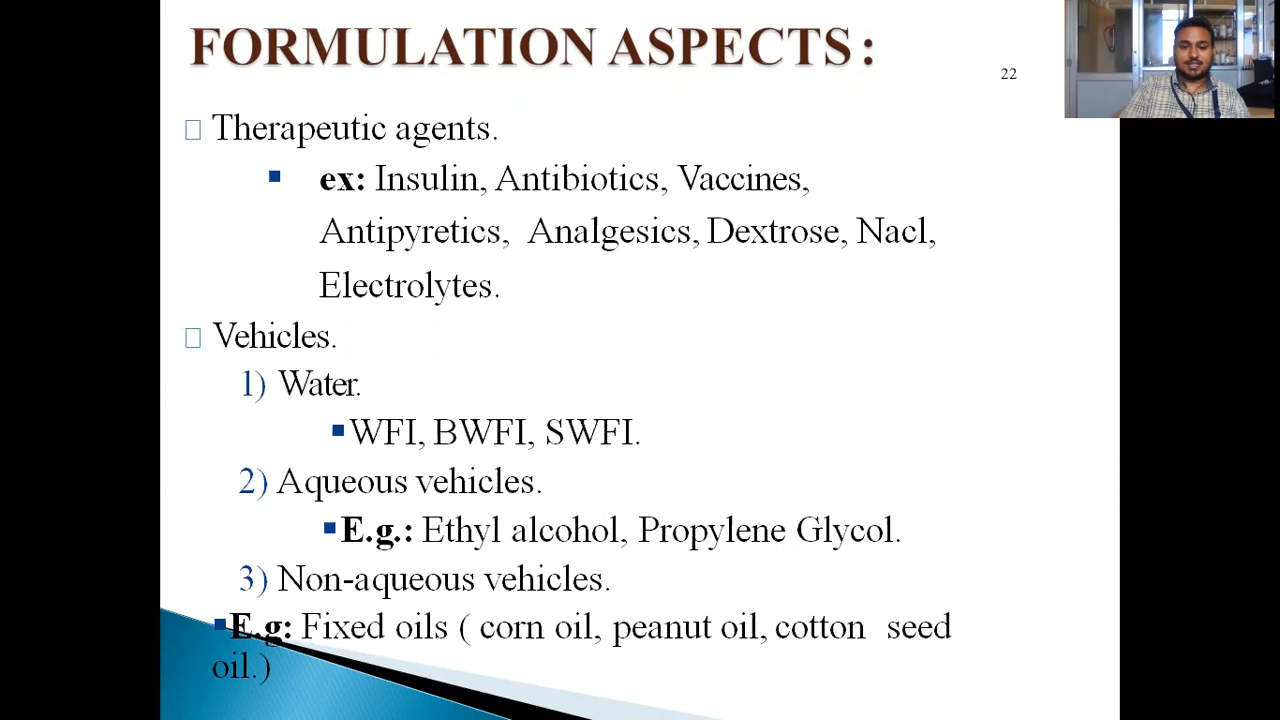 FORMULATION ASPECTS :
22
Therapeutic agents.
ex: Insulin, Antibiotics, Vaccines,
Antipyretics, Analgesics, Dextrose, Nacl,
Electrolytes.
Vehicles.
1) Water.
WFI, BWFI, SWFI.
2) Aqueous vehicles.
E.g.: Ethyl alcohol, Propylene Glycol.
3) Non-aqueous vehicles.
E.g: Fixed oils ( corn oil, peanut oil, cotton seed
oil.)